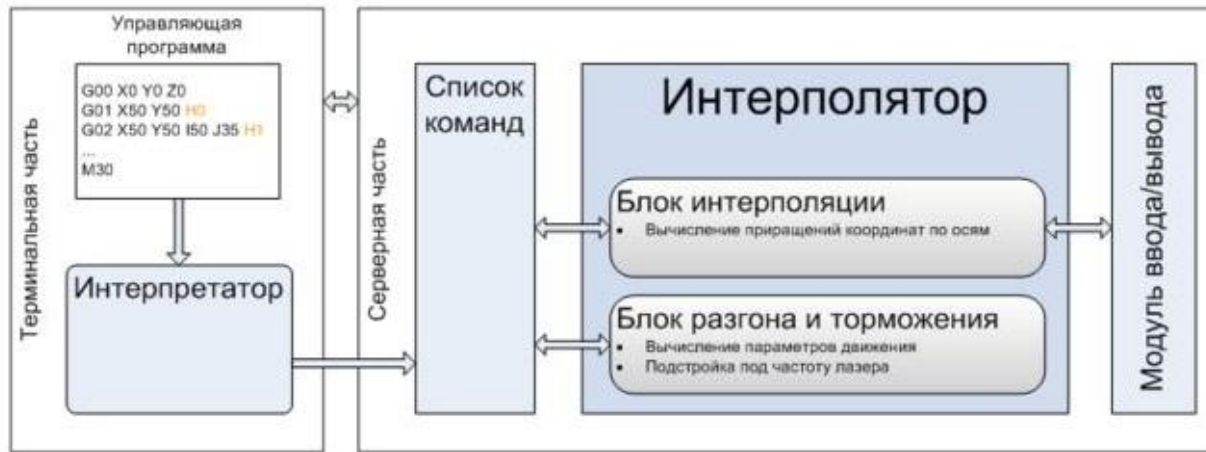 Терминальная часть
Управляющая
программа
G00 X0 Y0 Z0
G01 X50 Y50 H0
G02 X50 Y50 I50 J35 H1
...
M30
Интерпретатор
Серверная часть
Список
команд
Интерполятор
Блок интерполяции
▪ Вычисление приращений координат по осям
Блок разгона и торможения
▪ Вычисление параметров движения
▪ Подстройка под частоту лазера
Модуль ввода/вывода